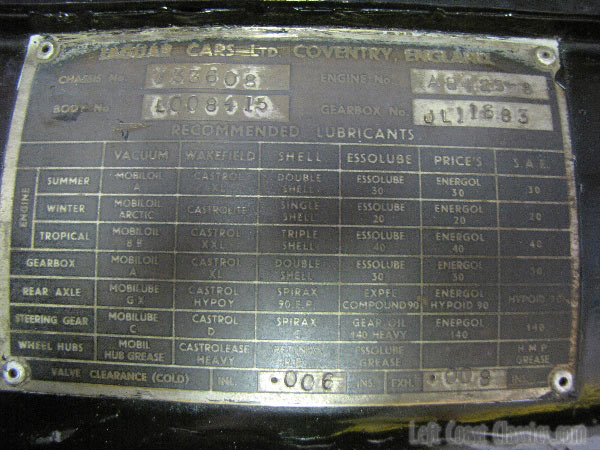 JAGUAR CARS LTD. COVENTRY, ENGLAND.
CHASSIS No. 333608 ENGINE No.
BODY No. L008415 GEARBOX No. JL11683
RECOMMENDED LUBRICANTS
VACUUM WAKEFIELD SHELL ESSOLUBE PRICE'S S.A.E.
ENGINE
SUMMER MOBILOIL A CASTROL XL DOUBLE SHELL ESSOLUBE 30 ENERGOL 30 30
WINTER MOBILOIL ARCTIC CASTROLITE SINGLE SHELL ESSOLUBE 20 ENERGOL 20 20
TROPICAL MOBILOIL BB CASTROL XXL TRIPLE SHELL ESSOLUBE 40 ENERGOL 40 40
GEARBOX MOBILOIL A CASTROL XL DOUBLE SHELL ESSOLUBE 30 ENERGOL 30 30
REAR AXLE MOBILUBE GX CASTROL HYPOY SPIRAX 90 E.P. EXPEE COMPOUND 90 ENERGOL HYPOID 90 HYPOID 90
STEERING GEAR MOBILUBE C CASTROL D SPIRAX GEAR OIL 140 HEAVY ENERGOL 140 140
WHEEL HUBS MOBIL HUB GREASE CASTROLEASE HEAVY ESSOLUBE GREASE H.M.P. GREASE
VALVE CLEARANCE (COLD) INL. .006 INS. EXH. .008 INS.
Left Coast Classics.com